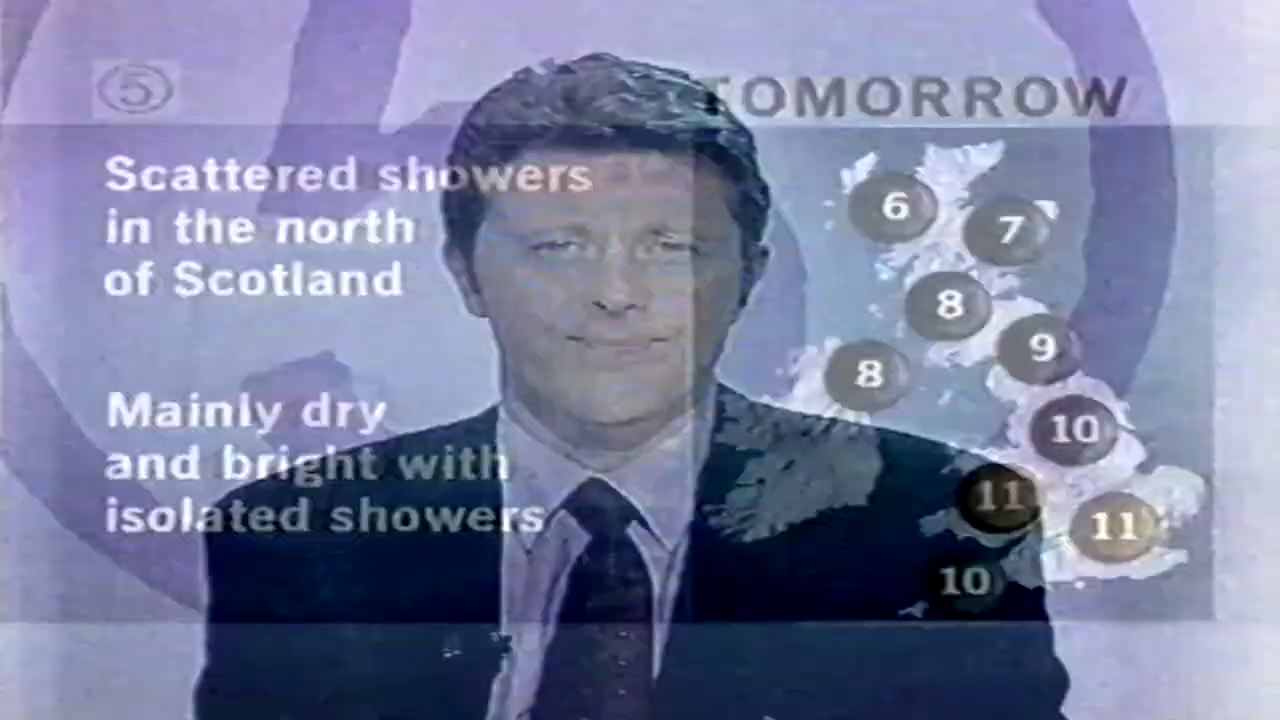 5
TOMORROW
Scattered showers
in the north
of Scotland
Mainly dry
and bright with
isolated showers
6
7
8
9
8
10
11
11
10